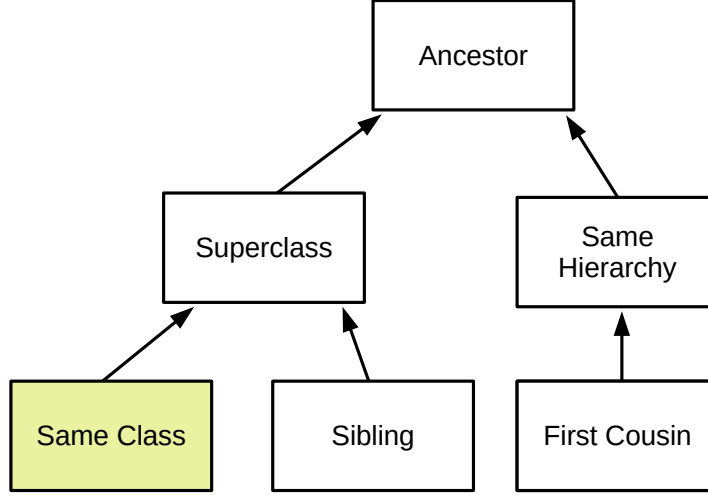 Ancestor
Superclass
Same
Hierarchy
Same Class
Sibling
First Cousin